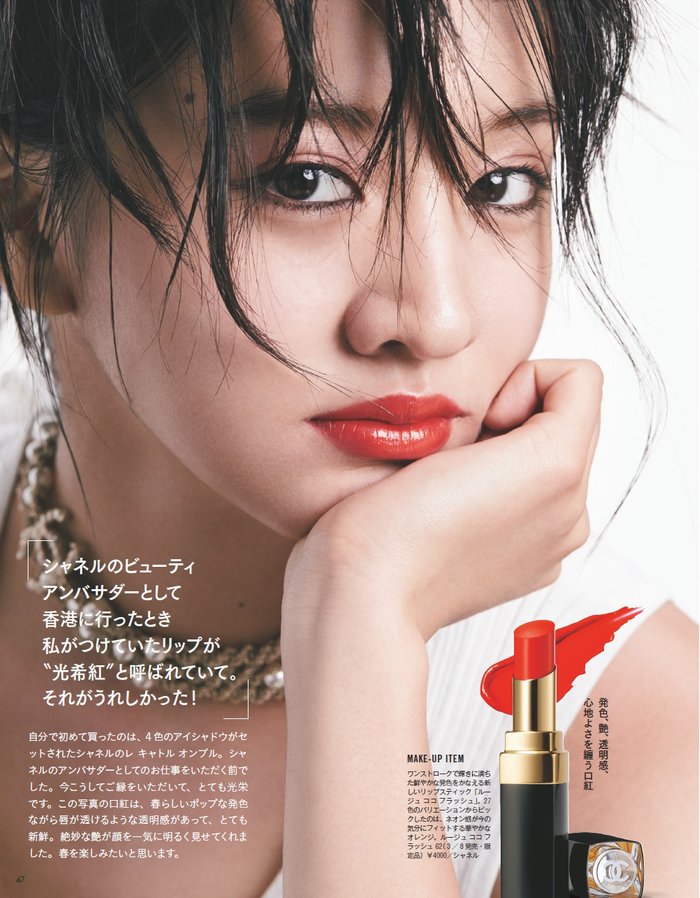 シャネルのビューティ
アンバサダーとして
香港に行ったとき
私がつけていたリップが
“光希紅”と呼ばれていて。
それがうれしかった！
自分で初めて買ったのは、４色のアイシャドウがセ
ットされたシャネルのレ キャトル オンブル。シャ
ネルのアンバサダーとしてのお仕事をいただく前で
した。今こうしてご縁をいただいて、とても光栄
です。この写真の口紅は、春らしいポップな発色
ながら唇が透けるような透明感があって、とても
新鮮。絶妙な艶が顔を一気に明るく見せてくれま
した。春を楽しみたいと思います。
発色、艶、透明感、
心地よさを纏う口紅
MAKE-UP ITEM
ワンストロークで輝きに満ち
た鮮やかな発色をかなえる新
しいリップスティック「ルー
ジュ ココ フラッシュ」。27
色のバリエーションからピッ
クしたのは、ネオン感が今の
気分にフィットする華やかな
オレンジ。ルージュ ココ フ
ラッシュ 62（3／8発売・限
定品）￥4000／シャネル
47